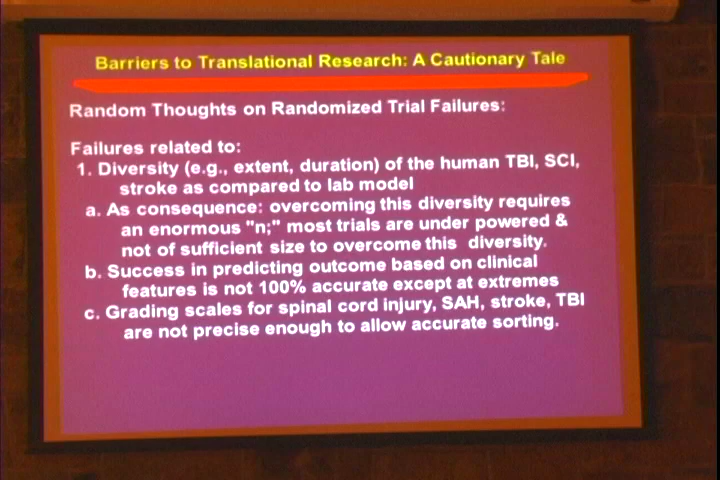 Barriers to Translational Research: A Cautionary Tale
Random Thoughts on Randomized Trial Failures:
Failures related to:
1. Diversity (e.g., extent, duration) of the human TBI, SCI,
stroke as compared to lab model
a. As consequence: overcoming this diversity requires
an enormous "n;" most trials are under powered &
not of sufficient size to overcome this diversity.
b. Success in predicting outcome based on clinical
features is not 100% accurate except at extremes
c. Grading scales for spinal cord injury, SAH, stroke, TBI
are not precise enough to allow accurate sorting.